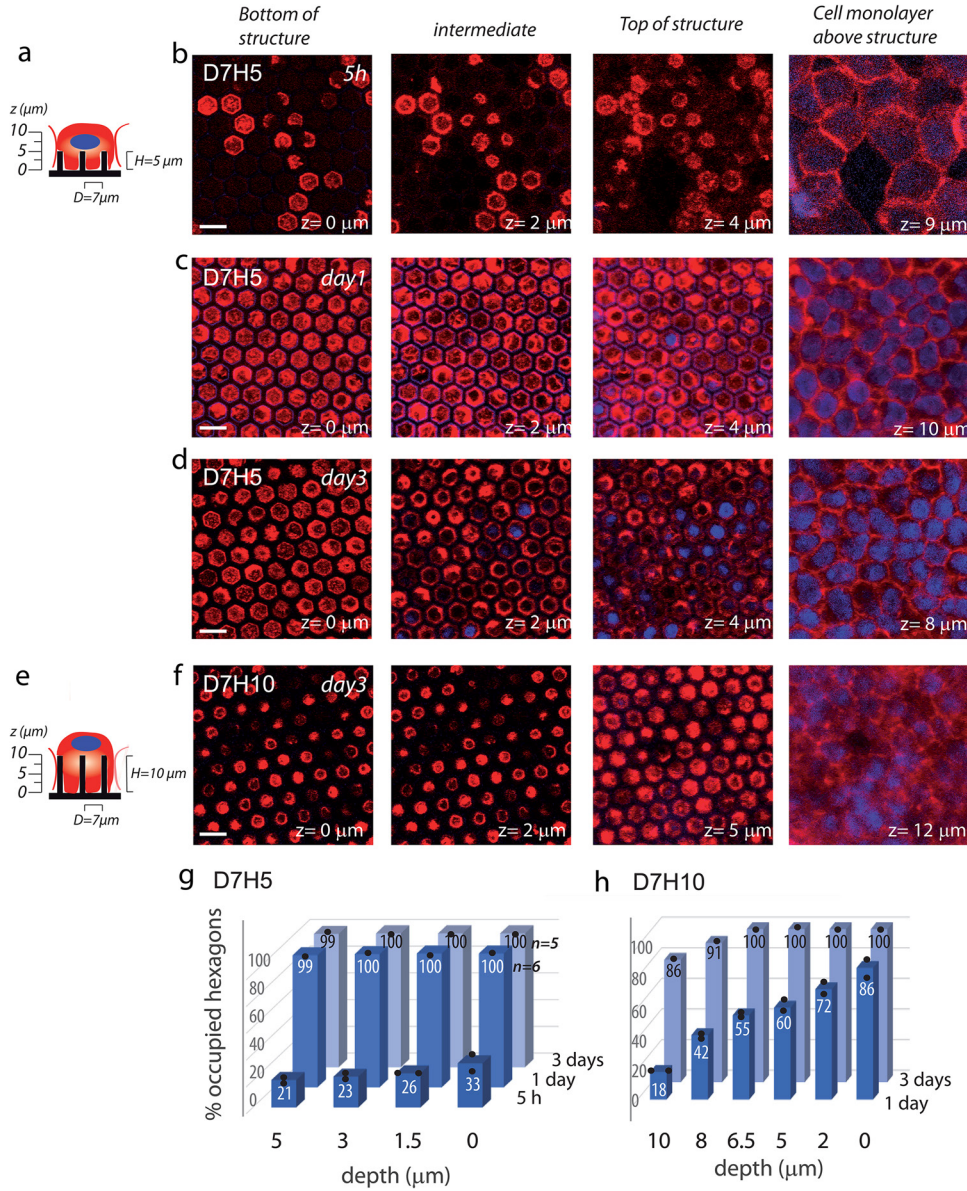 Bottom of
structure
intermediate
Top of structure
Cell monolayer
above structure
a
z (μm)
10
5
0
H=5 μm
D=7μm
b
D7H5
5h
z= 0 μm
z= 2 μm
z= 4 μm
z= 9 μm
c
D7H5
day1
z= 0 μm
z= 2 μm
z= 4 μm
z= 10 μm
d
D7H5
day3
z= 0 μm
z= 2 μm
z= 4 μm
z= 8 μm
e
z (μm)
10
5
0
H=10 μm
D=7μm
f
D7H10
day3
z= 0 μm
z= 2 μm
z= 5 μm
z= 12 μm
g D7H5
% occupied hexagons
100
80
60
40
20
0
99 100 100 100 n=5
99 100 100 100 n=6
21 23 26 33
3 days
1 day
5 h
5 3 1.5 0
depth (μm)
h D7H10
100
80
60
40
20
0
86 91 100 100 100 100
18 42 55 60 72 86
3 days
1 day
10 8 6.5 5 2 0
depth (μm)